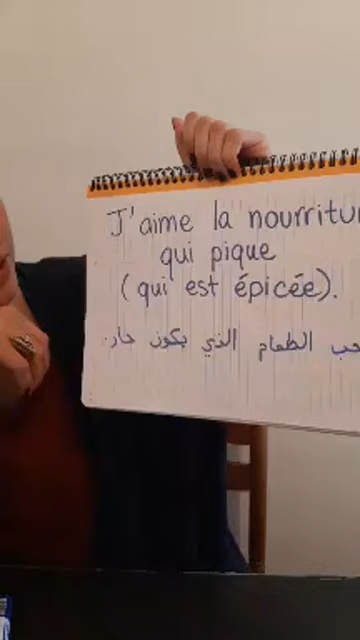 J'aime la nourritur
qui pique
(qui est épicée).
حب الطعام الذي يكون حار.